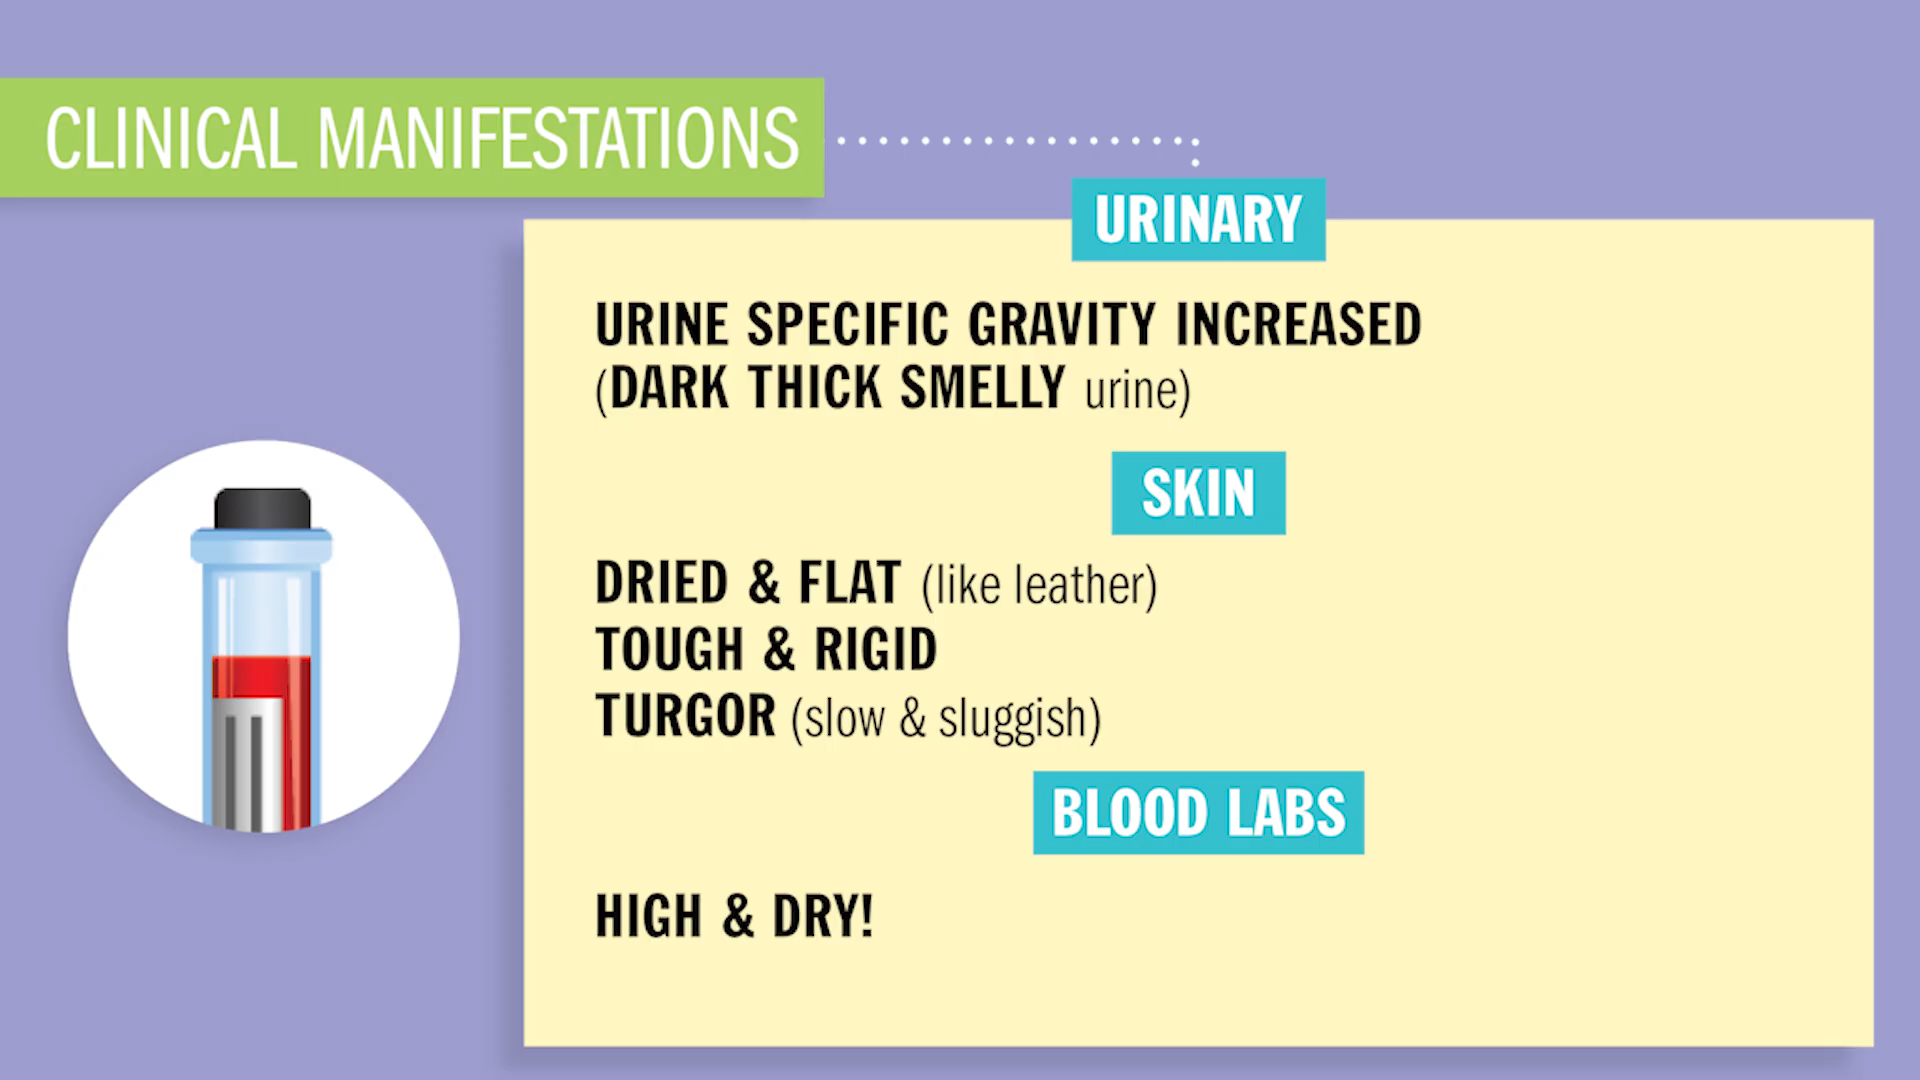 CLINICAL MANIFESTATIONS
URINARY
URINE SPECIFIC GRAVITY INCREASED
(DARK THICK SMELLY urine)
SKIN
DRIED & FLAT (like leather)
TOUGH & RIGID
TURGOR (slow & sluggish)
BLOOD LABS
HIGH & DRY!